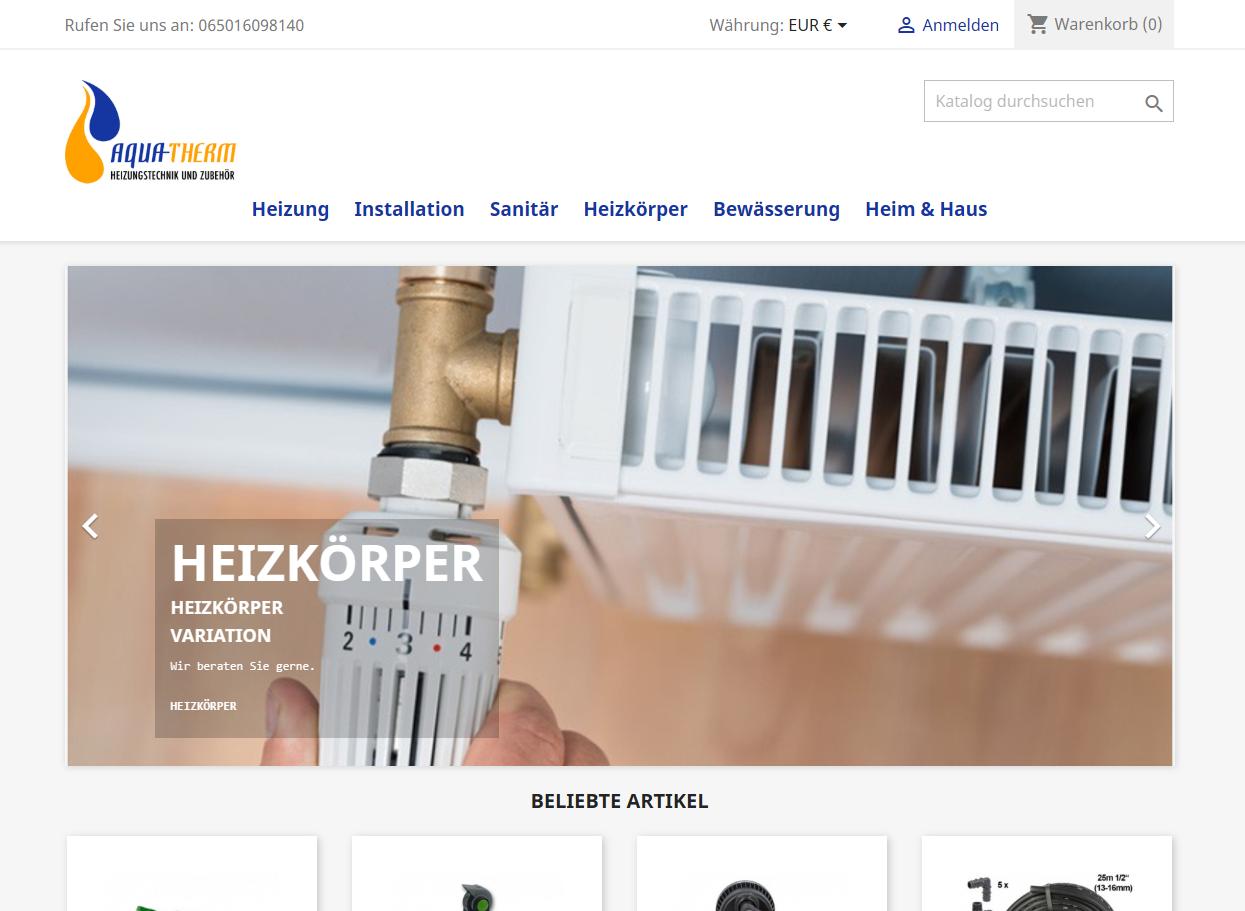 Rufen Sie uns an: 065016098140
Währung: EUR €
Anmelden
Warenkorb (0)
Katalog durchsuchen
AQUA-THERM
HEIZUNGSTECHNIK UND ZUBEHÖR
Heizung Installation Sanitär Heizkörper Bewässerung Heim & Haus
HEIZKÖRPER
HEIZKÖRPER
VARIATION
Wir beraten Sie gerne.
HEIZKÖRPER
2 3 4
BELIEBTE ARTIKEL
25m 1/2"
(13-16mm)
5 x